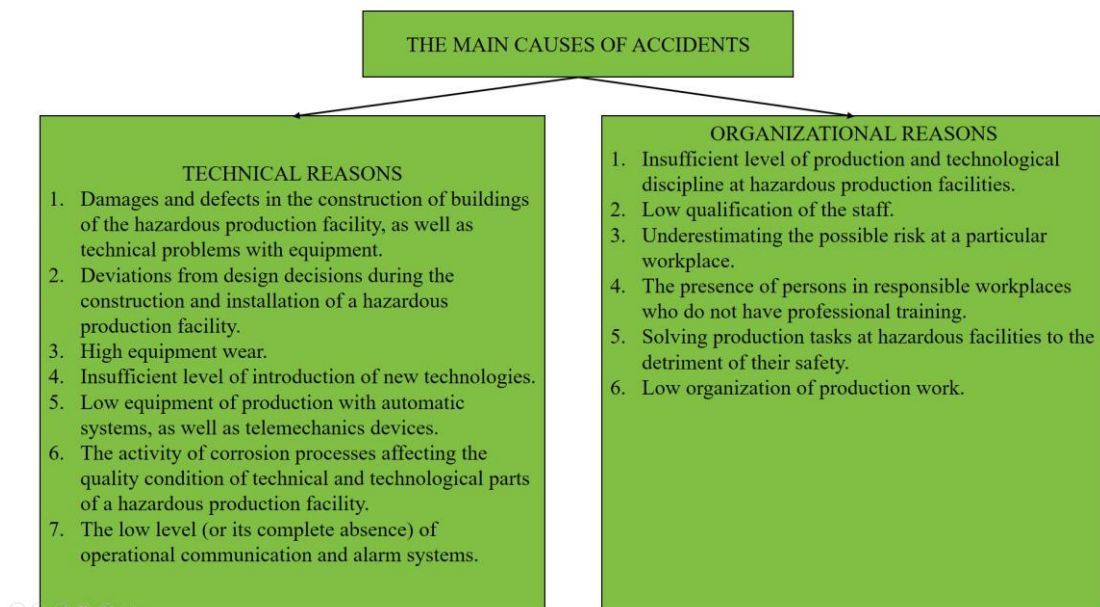 THE MAIN CAUSES OF ACCIDENTS
TECHNICAL REASONS
1. Damages and defects in the construction of buildings
of the hazardous production facility, as well as
technical problems with equipment.
2. Deviations from design decisions during the
construction and installation of a hazardous
production facility.
3. High equipment wear.
4. Insufficient level of introduction of new technologies.
5. Low equipment of production with automatic
systems, as well as telemechanics devices.
6. The activity of corrosion processes affecting the
quality condition of technical and technological parts
of a hazardous production facility.
7. The low level (or its complete absence) of
operational communication and alarm systems.
ORGANIZATIONAL REASONS
1. Insufficient level of production and technological
discipline at hazardous production facilities.
2. Low qualification of the staff.
3. Underestimating the possible risk at a particular
workplace.
4. The presence of persons in responsible workplaces
who do not have professional training.
5. Solving production tasks at hazardous facilities to the
detriment of their safety.
6. Low organization of production work.